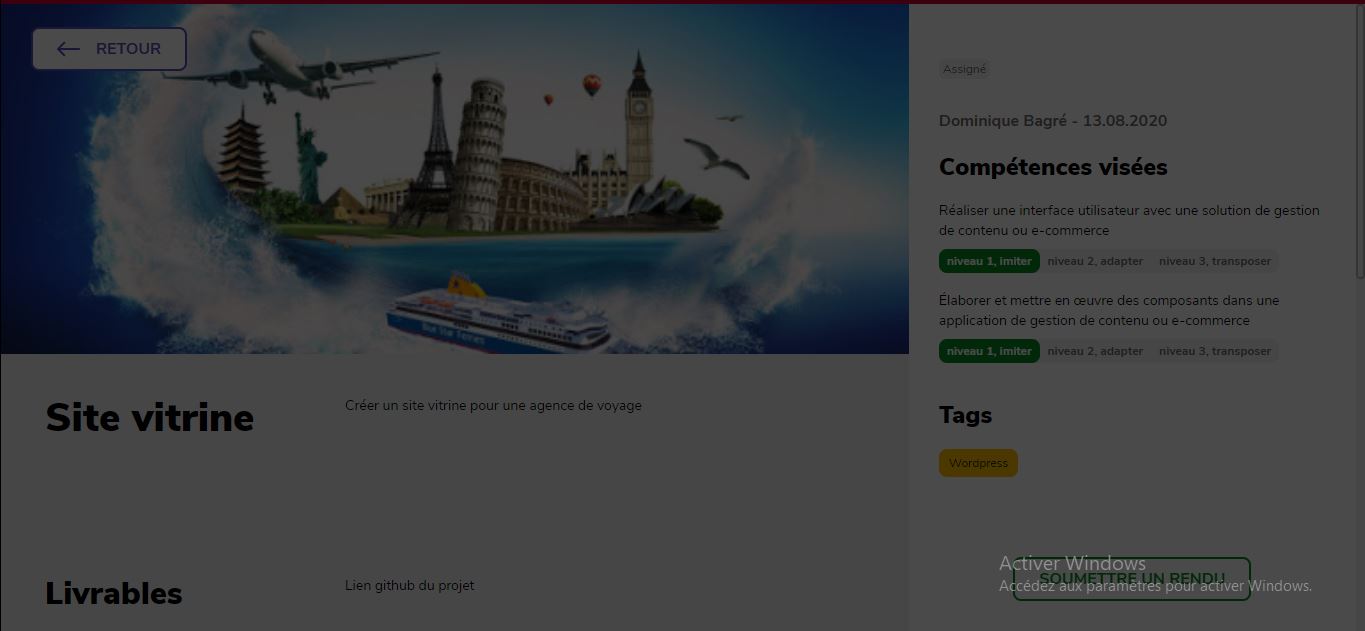 RETOUR
Blue Star Ferries
Site vitrine
Créer un site vitrine pour une agence de voyage
Livrables
Lien github du projet
Assigné
Dominique Bagré - 13.08.2020
Compétences visées
Réaliser une interface utilisateur avec une solution de gestion
de contenu ou e-commerce
niveau 1, imiter niveau 2, adapter niveau 3, transposer
Élaborer et mettre en œuvre des composants dans une
application de gestion de contenu ou e-commerce
niveau 1, imiter niveau 2, adapter niveau 3, transposer
Tags
Wordpress
SOUMETTRE UN RENDU
Activer Windows
Accédez aux paramètres pour activer Windows.